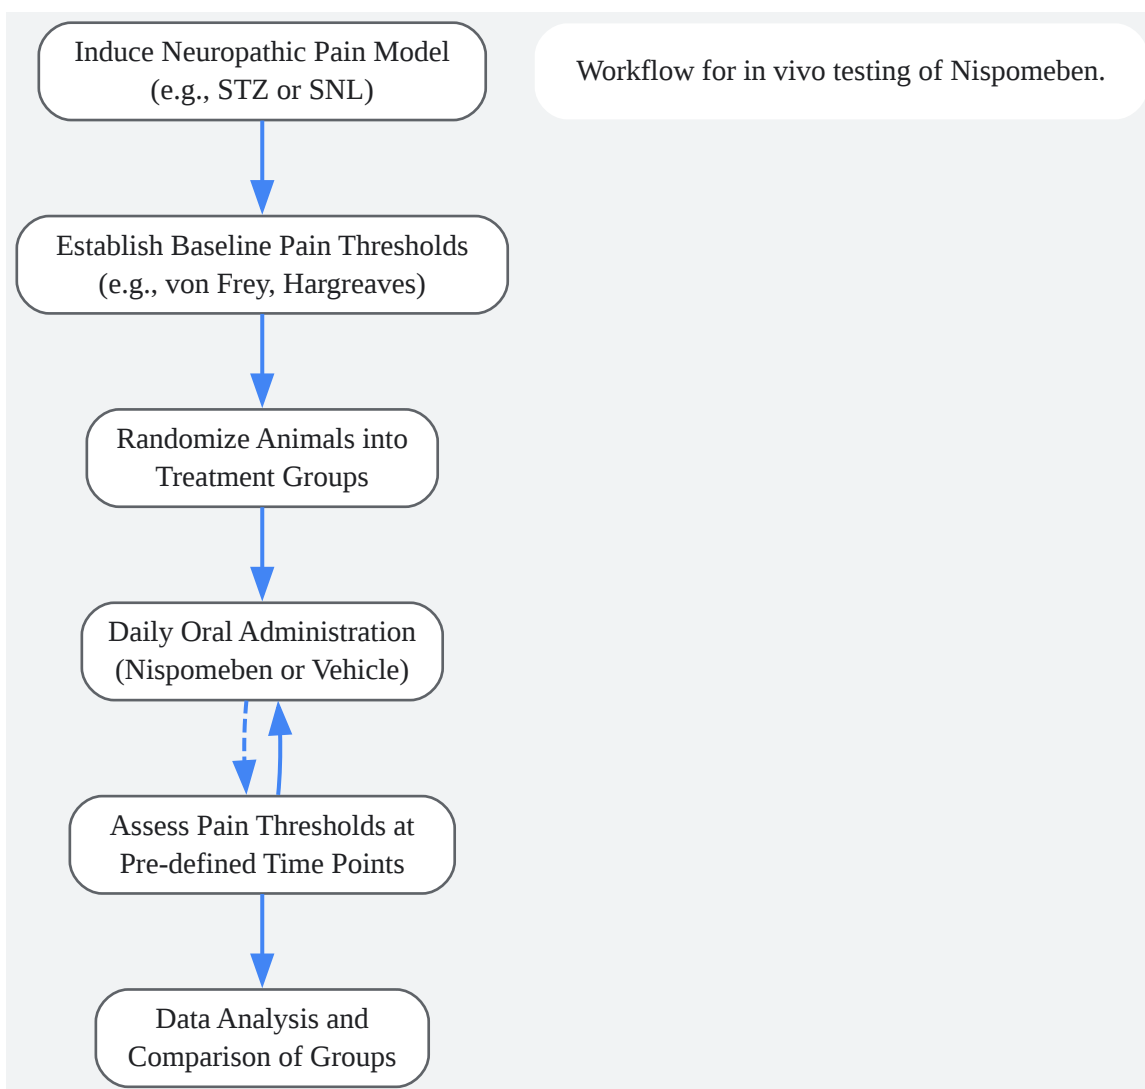 Induce Neuropathic Pain Model
(e.g., STZ or SNL)
Workflow for in vivo testing of Nispomeben.
Establish Baseline Pain Thresholds
(e.g., von Frey, Hargreaves)
Randomize Animals into
Treatment Groups
Daily Oral Administration
(Nispomeben or Vehicle)
Assess Pain Thresholds at
Pre-defined Time Points
Data Analysis and
Comparison of Groups